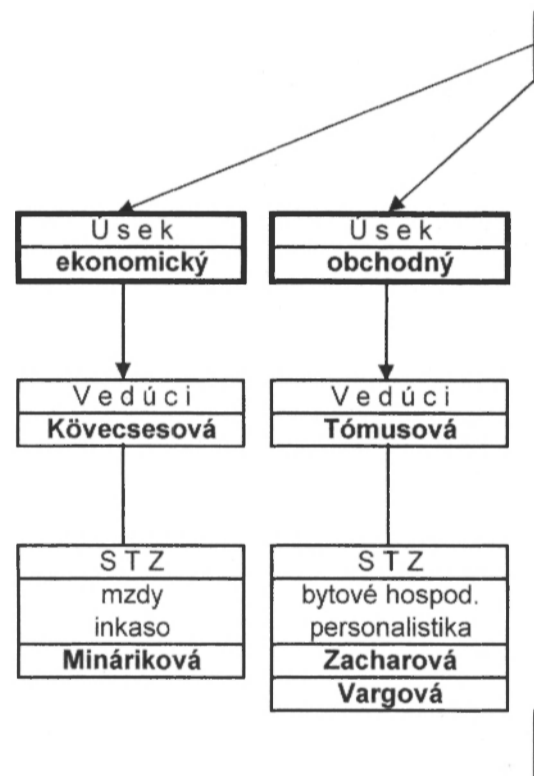 Úsek
ekonomický
Vedúci
Kövecsesová
STZ
mzdy
inkaso
Mináriková
Úsek
obchodný
Vedúci
Tómusová
STZ
bytové hospod.
personalistika
Zacharová
Vargová